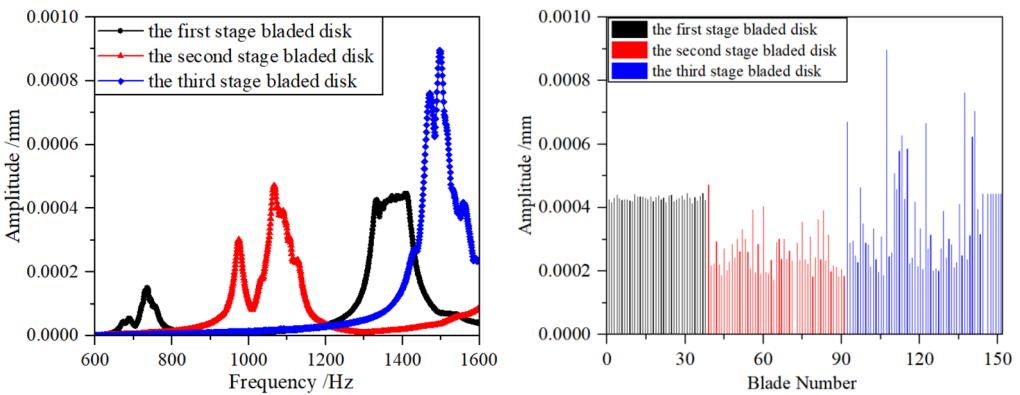 Amplitude /mm
0.0010
0.0008
0.0006
0.0004
0.0002
0.0000
the first stage bladed disk
the second stage bladed disk
the third stage bladed disk
600 800 1000 1200 1400 1600
Frequency /Hz
Amplitude /mm
0.0010
0.0008
0.0006
0.0004
0.0002
0.0000
the first stage bladed disk
the second stage bladed disk
the third stage bladed disk
0 30 60 90 120 150
Blade Number